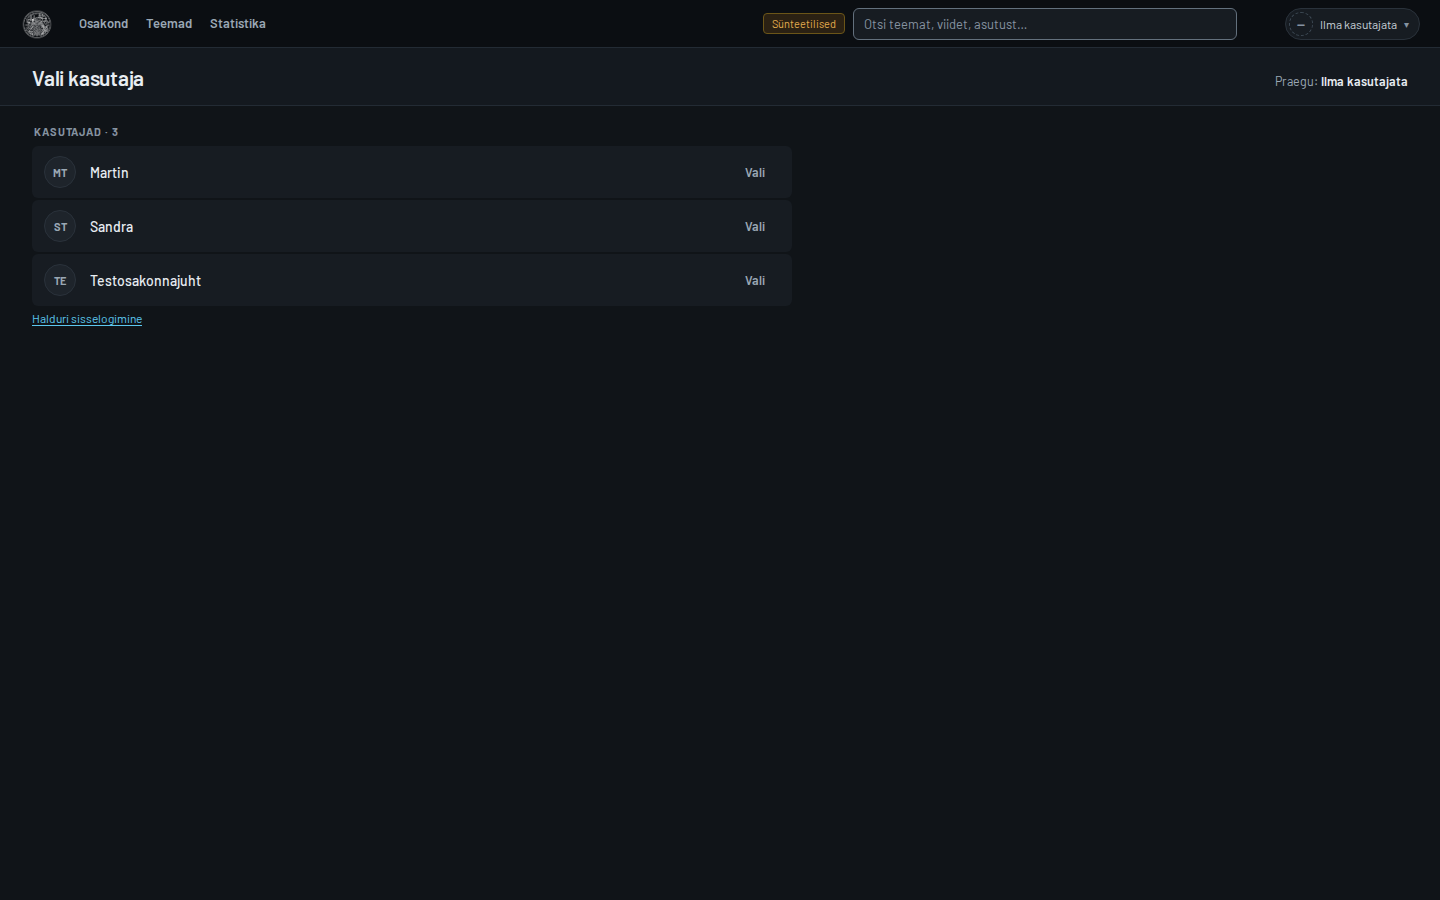 Osakond Teemad Statistika Sünteetilised Otsi teemat, viidet, asutust... – Ilma kasutajata ▾
Vali kasutaja
Praegu: Ilma kasutajata
KASUTAJAD · 3
MT Martin Vali
ST Sandra Vali
TE Testosakonnajuht Vali
Halduri sisselogimine